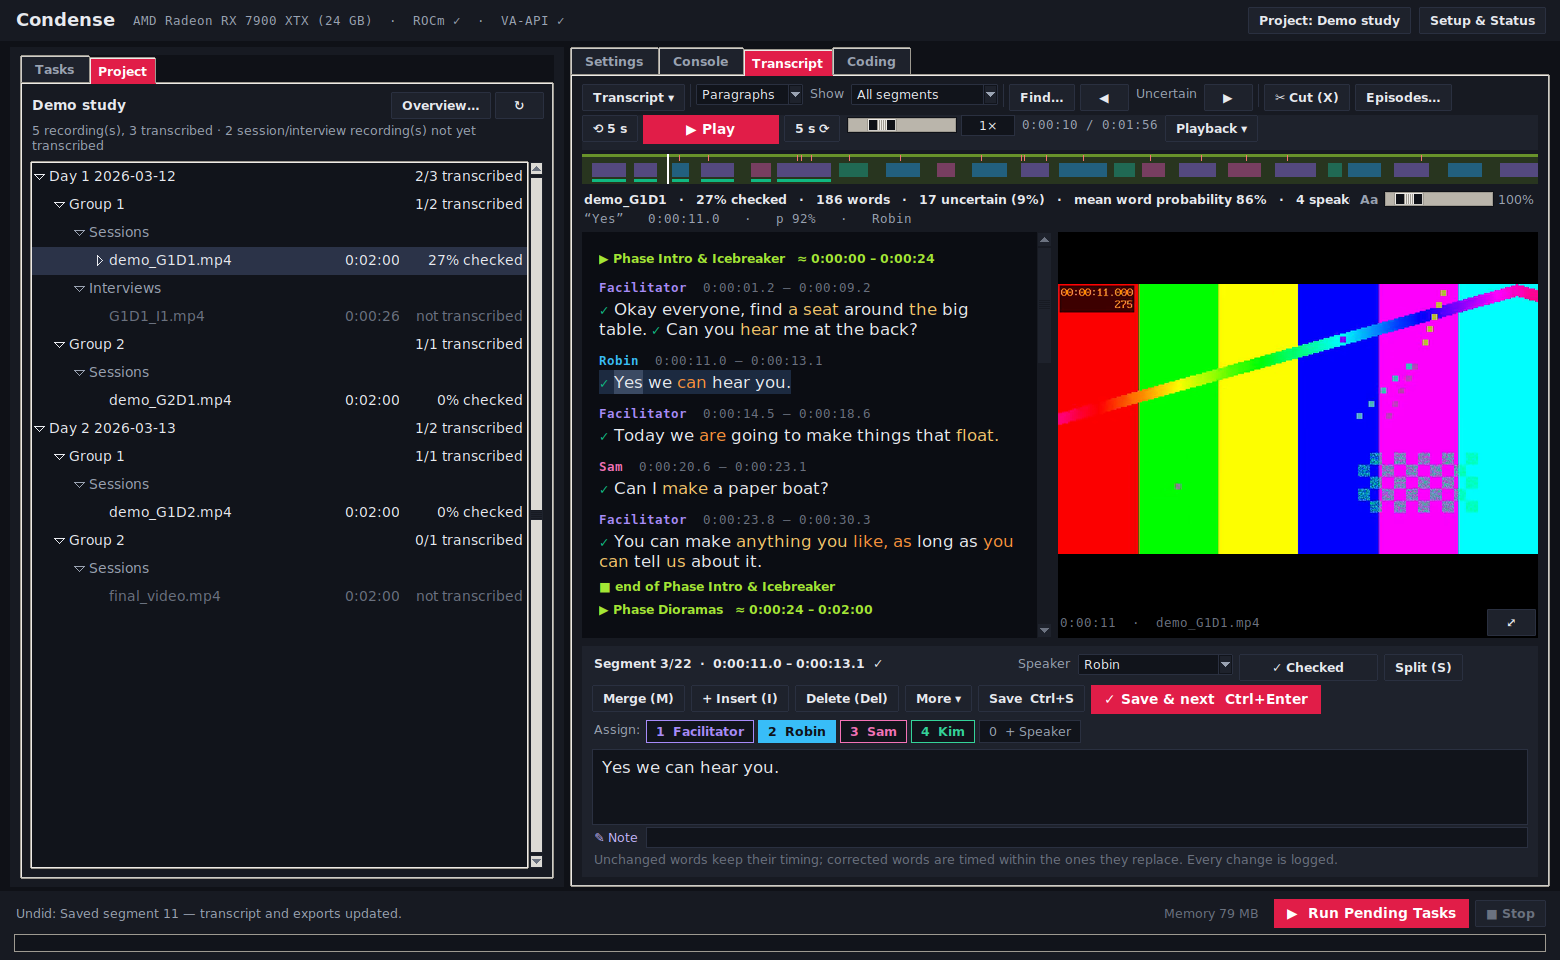 Condense AMD Radeon RX 7900 XTX (24 GB) · ROCm ✓ · VA-API ✓ Project: Demo study Setup & Status
Tasks Project
Demo study Overview… ↻
5 recording(s), 3 transcribed · 2 session/interview recording(s) not yet
transcribed
Day 1 2026-03-12 2/3 transcribed
Group 1 1/2 transcribed
Sessions
demo_G1D1.mp4 0:02:00 27% checked
Interviews
G1D1_I1.mp4 0:00:26 not transcribed
Group 2 1/1 transcribed
Sessions
demo_G2D1.mp4 0:02:00 0% checked
Day 2 2026-03-13 1/2 transcribed
Group 1 1/1 transcribed
Sessions
demo_G1D2.mp4 0:02:00 0% checked
Group 2 0/1 transcribed
Sessions
final_video.mp4 0:02:00 not transcribed
Settings Console Transcript Coding
Transcript ▾ Paragraphs Show All segments Find… ◀ Uncertain ▶ ✂ Cut (X) Episodes…
⟲ 5 s ▶ Play 5 s ⟳ 1× 0:00:10 / 0:01:56 Playback ▾
demo_G1D1 · 27% checked · 186 words · 17 uncertain (9%) · mean word probability 86% · 4 speak Aa 100%
“Yes” 0:00:11.0 · p 92% · Robin
▶ Phase Intro & Icebreaker ≈ 0:00:00 – 0:00:24
Facilitator 0:00:01.2 – 0:00:09.2
✓ Okay everyone, find a seat around the big
table. ✓ Can you hear me at the back?
Robin 0:00:11.0 – 0:00:13.1
✓ Yes we can hear you.
Facilitator 0:00:14.5 – 0:00:18.6
✓ Today we are going to make things that float.
Sam 0:00:20.6 – 0:00:23.1
✓ Can I make a paper boat?
Facilitator 0:00:23.8 – 0:00:30.3
✓ You can make anything you like, as long as you
can tell us about it.
■ end of Phase Intro & Icebreaker
▶ Phase Dioramas ≈ 0:00:24 – 0:02:00
00:00:11.000
275
0:00:11 · demo_G1D1.mp4 ⤢
Segment 3/22 · 0:00:11.0 – 0:00:13.1 ✓ Speaker Robin ✓ Checked Split (S)
Merge (M) + Insert (I) Delete (Del) More ▾ Save Ctrl+S ✓ Save & next Ctrl+Enter
Assign: 1 Facilitator 2 Robin 3 Sam 4 Kim 0 + Speaker
Yes we can hear you.
✎ Note
Unchanged words keep their timing; corrected words are timed within the ones they replace. Every change is logged.
Undid: Saved segment 11 — transcript and exports updated. Memory 79 MB ▶ Run Pending Tasks ■ Stop